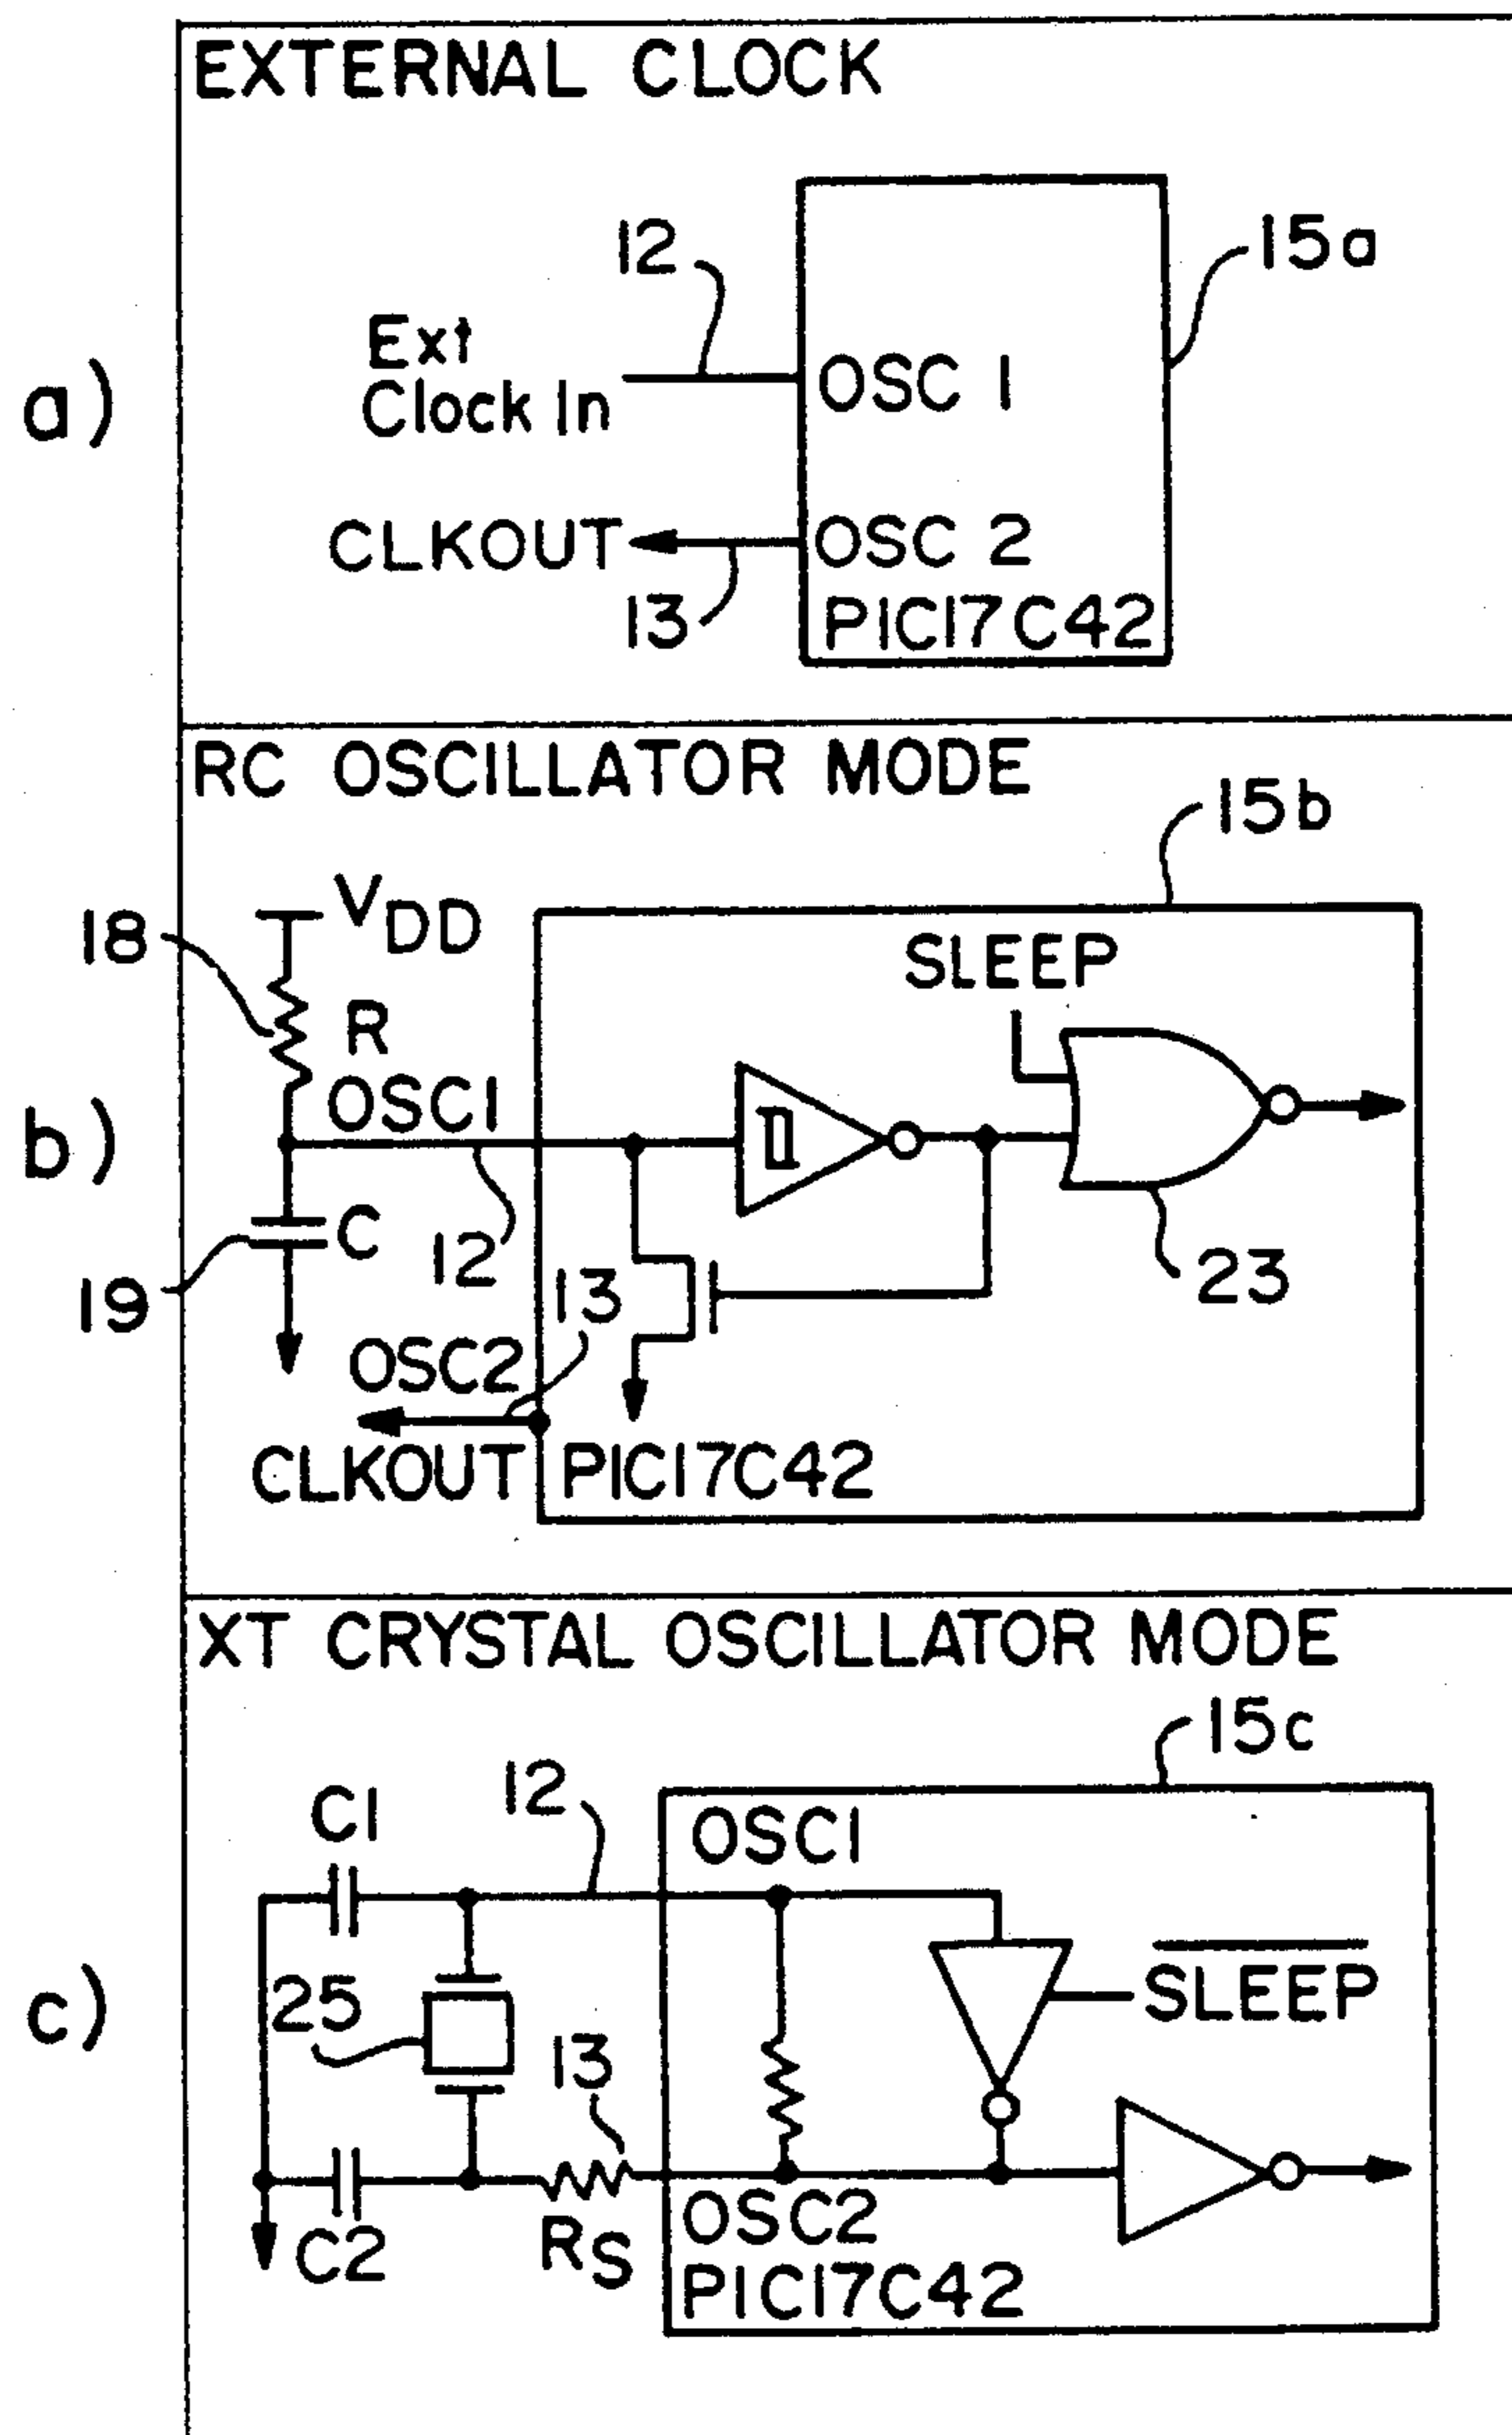 EXTERNAL CLOCK
a)
12
15a
Ext
Clock In
OSC 1
CLKOUT
OSC 2
13
PIC17C42
RC OSCILLATOR MODE
b)
15b
18
VDD
SLEEP
R
OSC1
C
12
13
23
19
OSC2
CLKOUT
PIC17C42
XT CRYSTAL OSCILLATOR MODE
c)
15c
C1
12
OSC1
25
13
SLEEP
C2
RS
OSC2
PIC17C42